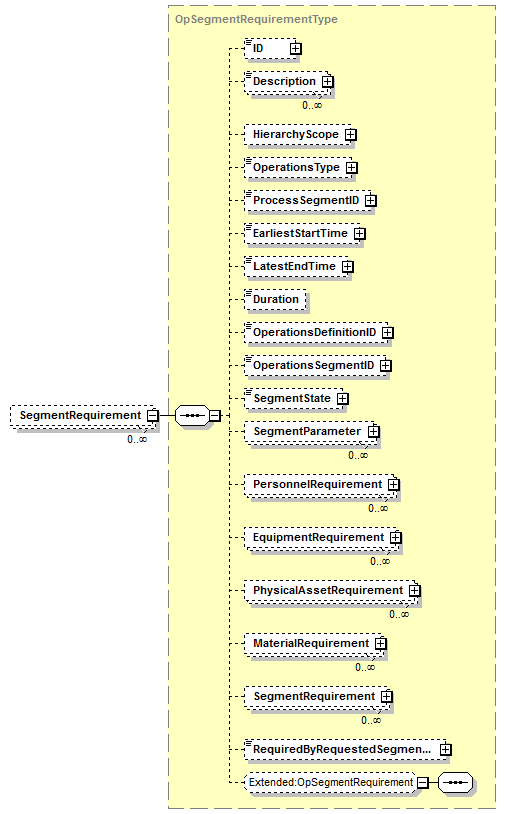 OpSegmentRequirementType
ID
Description
0..∞
HierarchyScope
OperationsType
ProcessSegmentID
EarliestStartTime
LatestEndTime
Duration
OperationsDefinitionID
OperationsSegmentID
SegmentState
SegmentRequirement
0..∞
SegmentParameter
0..∞
PersonnelRequirement
0..∞
EquipmentRequirement
0..∞
PhysicalAssetRequirement
0..∞
MaterialRequirement
0..∞
SegmentRequirement
0..∞
RequiredByRequestedSegmen...
Extended:OpSegmentRequirement